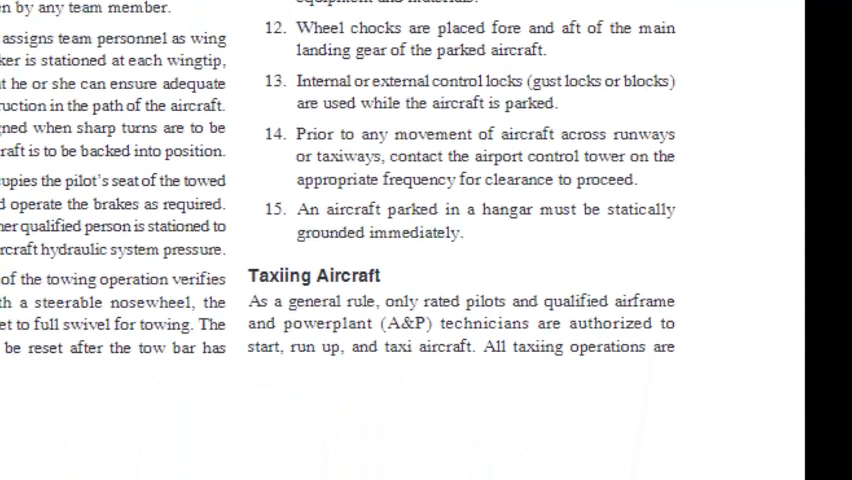 en by any team member.
assigns team personnel as wing
ker is stationed at each wingtip,
t he or she can ensure adequate
ruction in the path of the aircraft.
gned when sharp turns are to be
raft is to be backed into position.
upies the pilot's seat of the towed
d operate the brakes as required.
her qualified person is stationed to
rcraft hydraulic system pressure.
of the towing operation verifies
th a steerable nosewheel, the
et to full swivel for towing. The
be reset after the tow bar has
12. Wheel chocks are placed fore and aft of the main
landing gear of the parked aircraft.
13. Internal or external control locks (gust locks or blocks)
are used while the aircraft is parked.
14. Prior to any movement of aircraft across runways
or taxiways, contact the airport control tower on the
appropriate frequency for clearance to proceed.
15. An aircraft parked in a hangar must be statically
grounded immediately.
Taxiing Aircraft
As a general rule, only rated pilots and qualified airframe
and powerplant (A&P) technicians are authorized to
start, run up, and taxi aircraft. All taxiing operations are